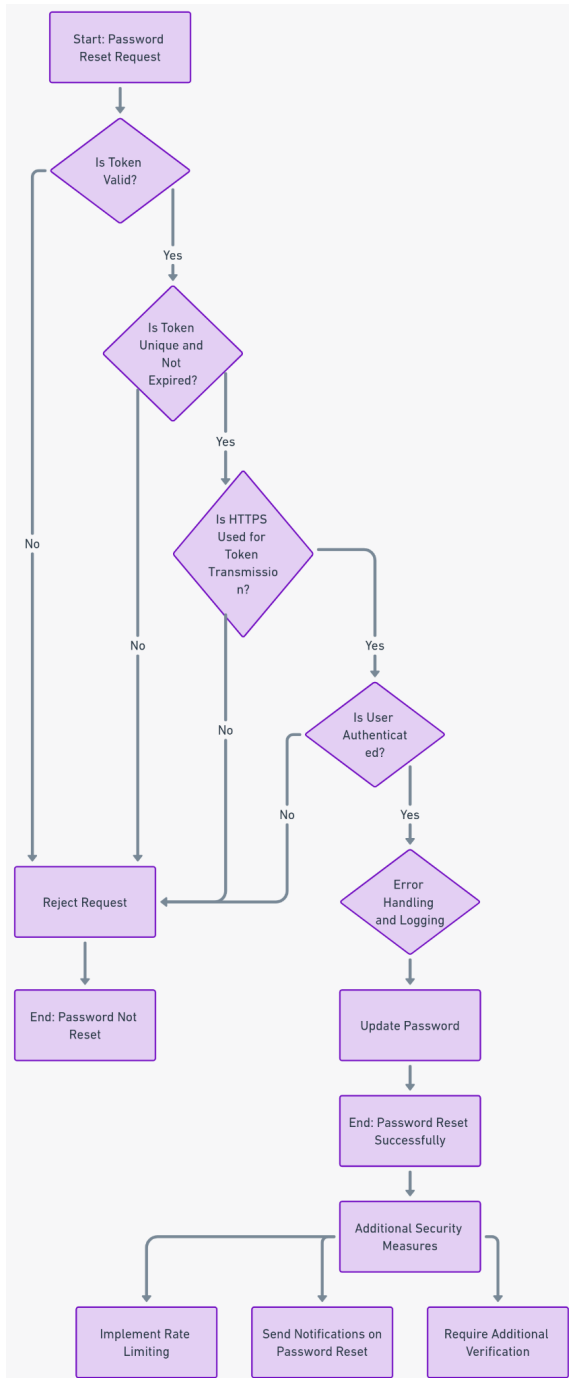 Start: Password
Reset Request
Is Token
Valid?
Yes
Is Token
Unique and
Not
Expired?
Yes
Is HTTPS
Used for
Token
Transmissio
n?
No
No
Yes
No
Is User
Authenticat
ed?
No
Yes
Reject Request
Error
Handling
and Logging
End: Password Not
Reset
Update Password
End: Password Reset
Successfully
Additional Security
Measures
Implement Rate
Limiting
Send Notifications on
Password Reset
Require Additional
Verification